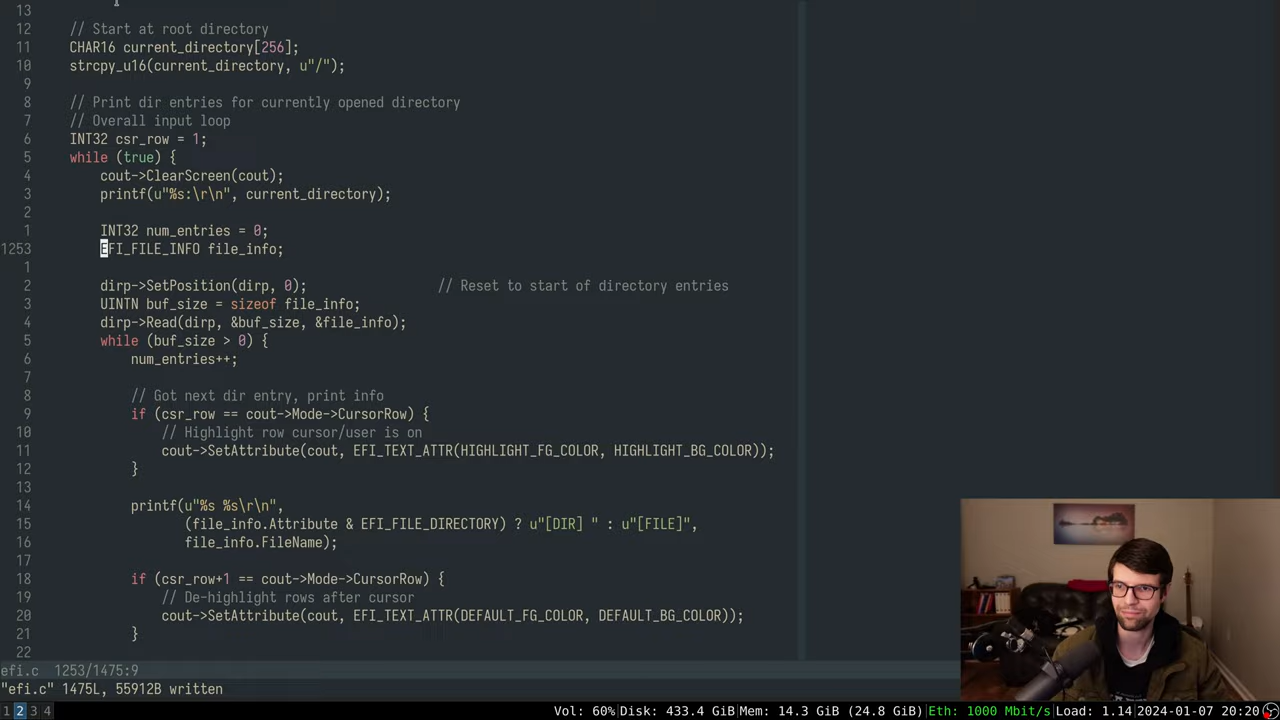 13
12 // Start at root directory
11 CHAR16 current_directory[256];
10 strcpy_u16(current_directory, u"/");
9
8 // Print dir entries for currently opened directory
7 // Overall input loop
6 INT32 csr_row = 1;
5 while (true) {
4 cout->ClearScreen(cout);
3 printf(u"%s:\r\n", current_directory);
2
1 INT32 num_entries = 0;
1253 EFI_FILE_INFO file_info;
1
2 dirp->SetPosition(dirp, 0); // Reset to start of directory entries
3 UINTN buf_size = sizeof file_info;
4 dirp->Read(dirp, &buf_size, &file_info);
5 while (buf_size > 0) {
6 num_entries++;
7
8 // Got next dir entry, print info
9 if (csr_row == cout->Mode->CursorRow) {
10 // Highlight row cursor/user is on
11 cout->SetAttribute(cout, EFI_TEXT_ATTR(HIGHLIGHT_FG_COLOR, HIGHLIGHT_BG_COLOR));
12 }
13
14 printf(u"%s %s\r\n",
15 (file_info.Attribute & EFI_FILE_DIRECTORY) ? u"[DIR] " : u"[FILE]",
16 file_info.FileName);
17
18 if (csr_row+1 == cout->Mode->CursorRow) {
19 // De-highlight rows after cursor
20 cout->SetAttribute(cout, EFI_TEXT_ATTR(DEFAULT_FG_COLOR, DEFAULT_BG_COLOR));
21 }
22
efi.c 1253/1475:9
"efi.c" 1475L, 55912B written
1 2 3 4 Vol: 60% Disk: 433.4 GiB Mem: 14.3 GiB (24.8 GiB) Eth: 1000 Mbit/s Load: 1.14 2024-01-07 20:20